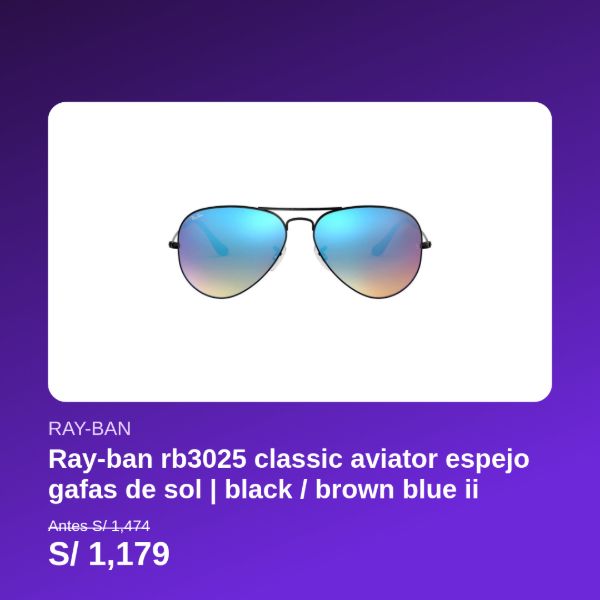 RAY-BAN
Ray-ban rb3025 classic aviator espejo
gafas de sol | black / brown blue ii
Antes S/ 1,474
S/ 1,179